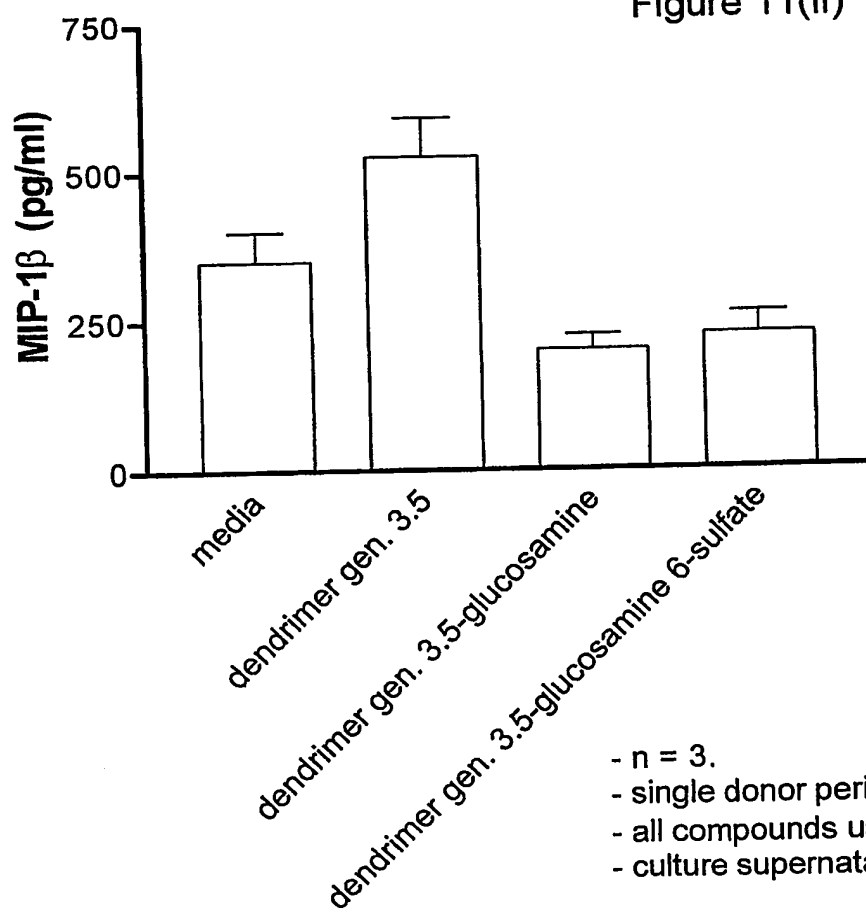 Figure 11(ii)
750
500
250
0
MIP-1β (pg/ml)
media
dendrimer gen. 3.5
dendrimer gen. 3.5-glucosamine
dendrimer gen. 3.5-glucosamine 6-sulfate
- n = 3.
- single donor
- all compounds
- culture